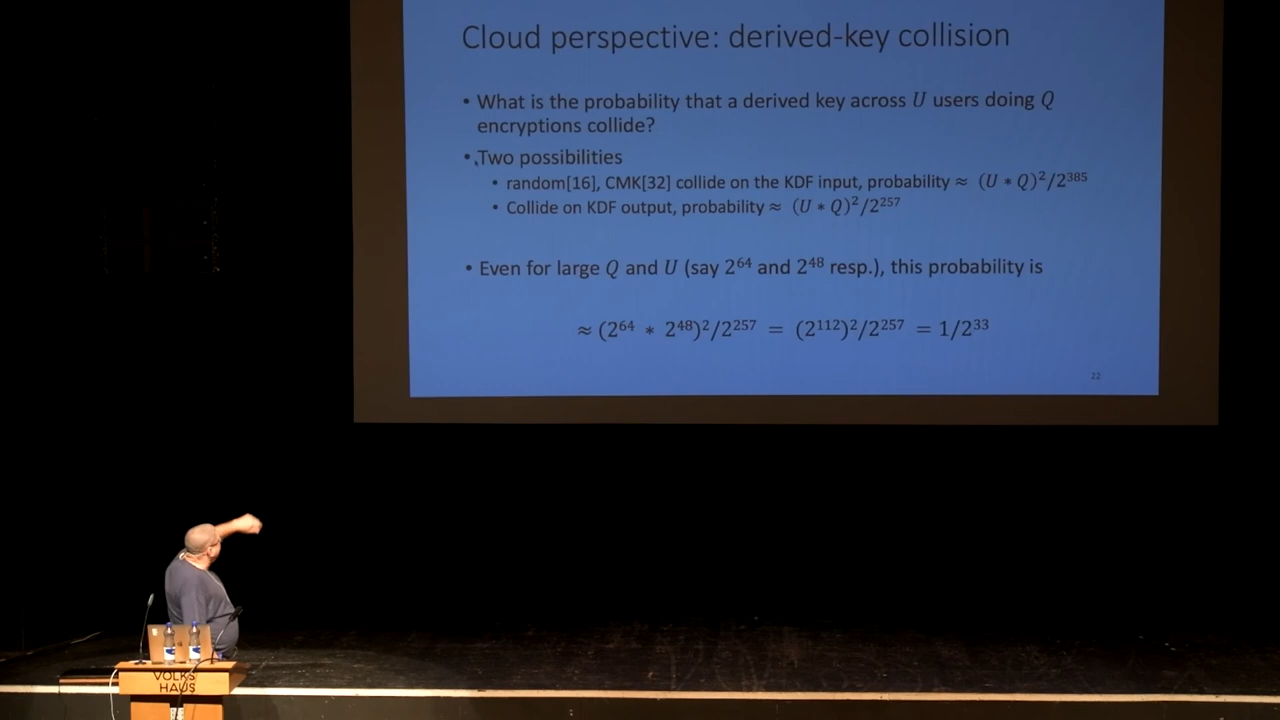 Cloud perspective: derived-key collision
• What is the probability that a derived key across U users doing Q
encryptions collide?
• Two possibilities
• random[16], CMK[32] collide on the KDF input, probability ≈ (U * Q)²/2³⁸⁵
• Collide on KDF output, probability ≈ (U * Q)²/2²⁵⁷
• Even for large Q and U (say 2⁶⁴ and 2⁴⁸ resp.), this probability is
≈ (2⁶⁴ * 2⁴⁸)²/2²⁵⁷ = (2¹¹²)²/2²⁵⁷ = 1/2³³
22
VOLKS
HAUS